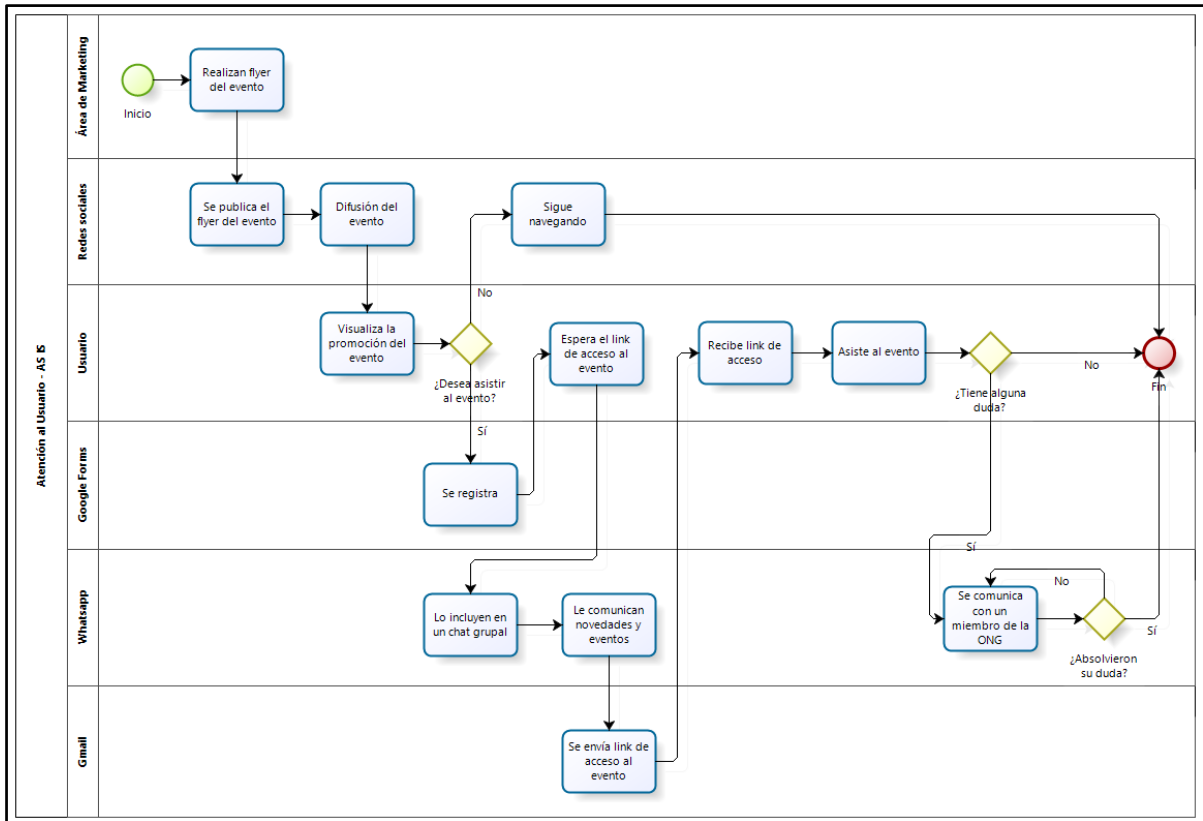 Atención al Usuario - AS IS
Área de Marketing
Inicio
Realizan flyer
del evento
Redes sociales
Se publica el
flyer del evento
Difusión del
evento
Sigue
navegando
Usuario
Visualiza la
promoción del
evento
No
¿Desea asistir
al evento?
Sí
Espera el link
de acceso al
evento
Recibe link de
acceso
Asiste al evento
¿Tiene alguna
duda?
No
Fin
Google Forms
Se registra
Sí
Whatsapp
Lo incluyen en
un chat grupal
Le comunican
novedades y
eventos
Se comunica
con un
miembro de la
ONG
No
¿Absolvieron
su duda?
Sí
Gmail
Se envía link de
acceso al
evento